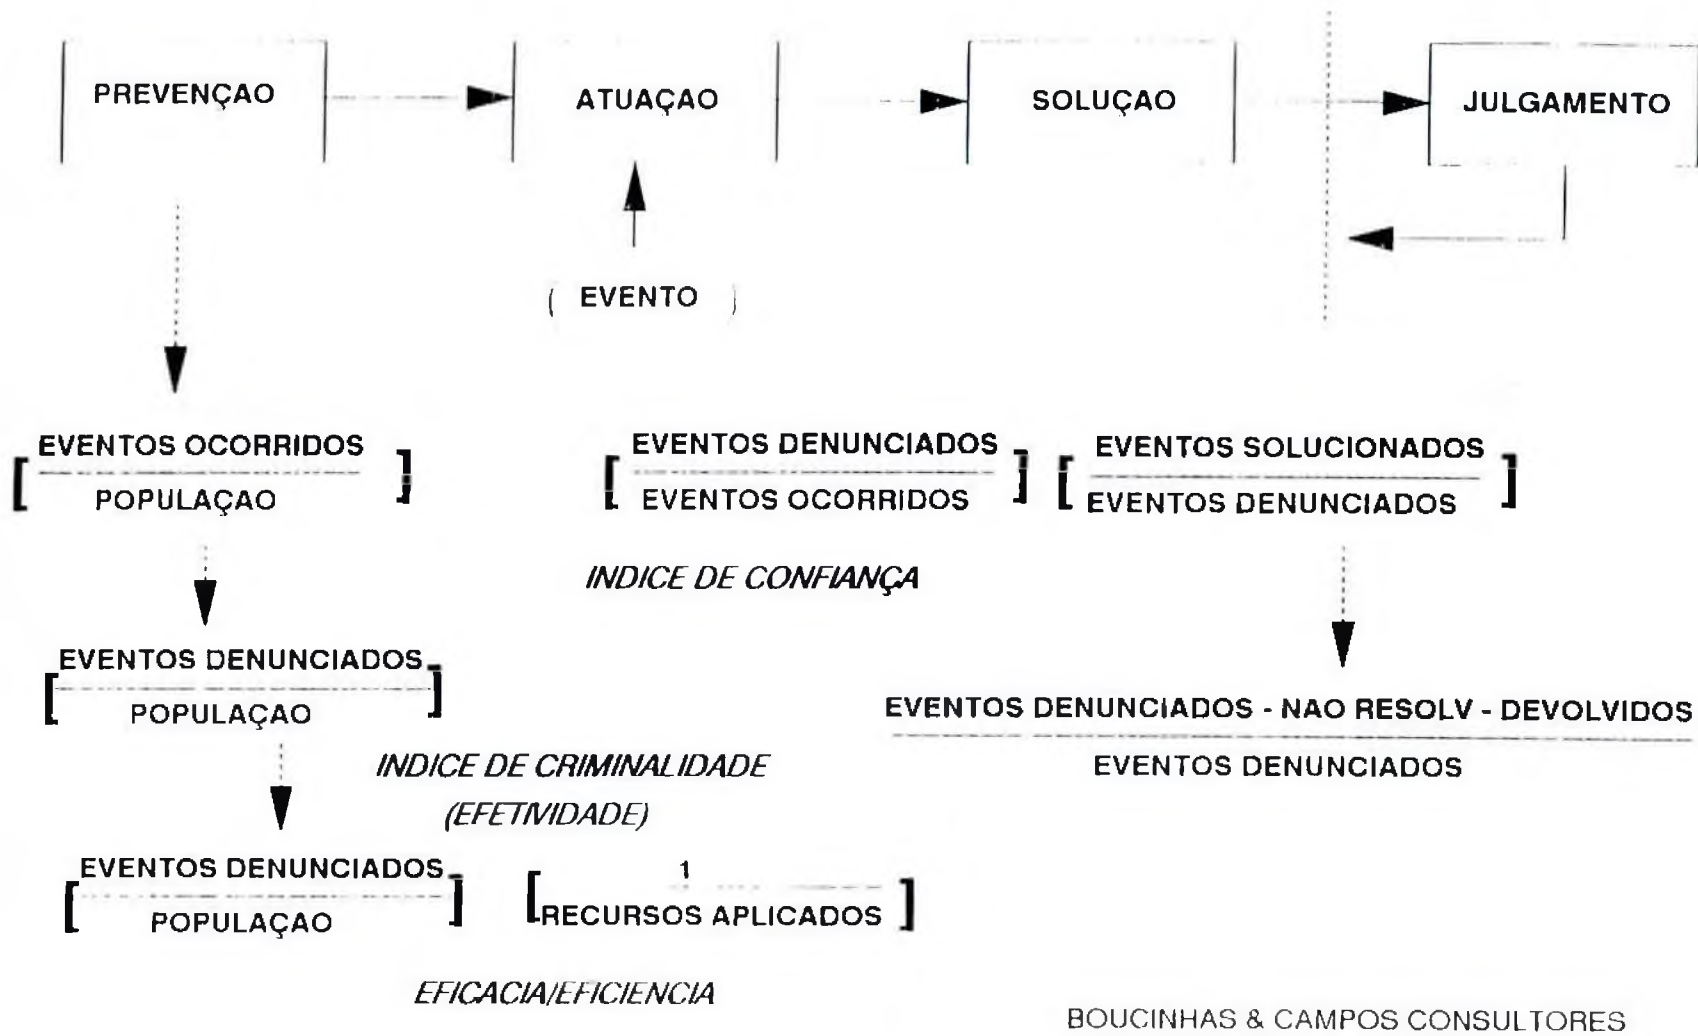 PREVENÇAO
ATUAÇAO
SOLUÇAO
JULGAMENTO
( EVENTO )
[ EVENTOS OCORRIDOS ]
POPULAÇAO
[ EVENTOS DENUNCIADOS ]
EVENTOS OCORRIDOS
[ EVENTOS SOLUCIONADOS ]
EVENTOS DENUNCIADOS
INDICE DE CONFIANÇA
[ EVENTOS DENUNCIADOS ]
POPULAÇAO
EVENTOS DENUNCIADOS - NAO RESOLV - DEVOLVIDOS
EVENTOS DENUNCIADOS
INDICE DE CRIMINALIDADE
(EFETIVIDADE)
[ EVENTOS DENUNCIADOS ]
POPULAÇAO
[ 1 ]
RECURSOS APLICADOS
EFICACIA/EFICIENCIA
BOUCINHAS & CAMPOS CONSULTORES